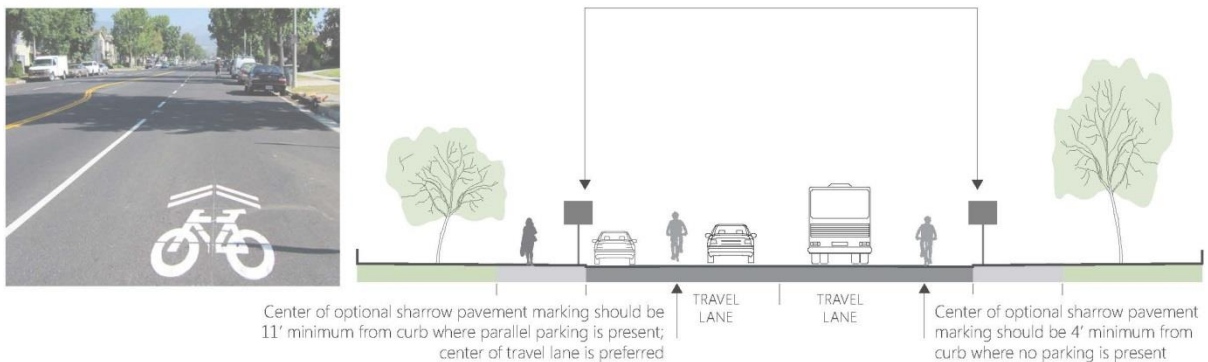 TRAVEL
LANE
TRAVEL
LANE
Center of optional sharrow pavement marking should be
11' minimum from curb where parallel parking is present;
center of travel lane is preferred
Center of optional sharrow pavement
marking should be 4' minimum from
curb where no parking is present